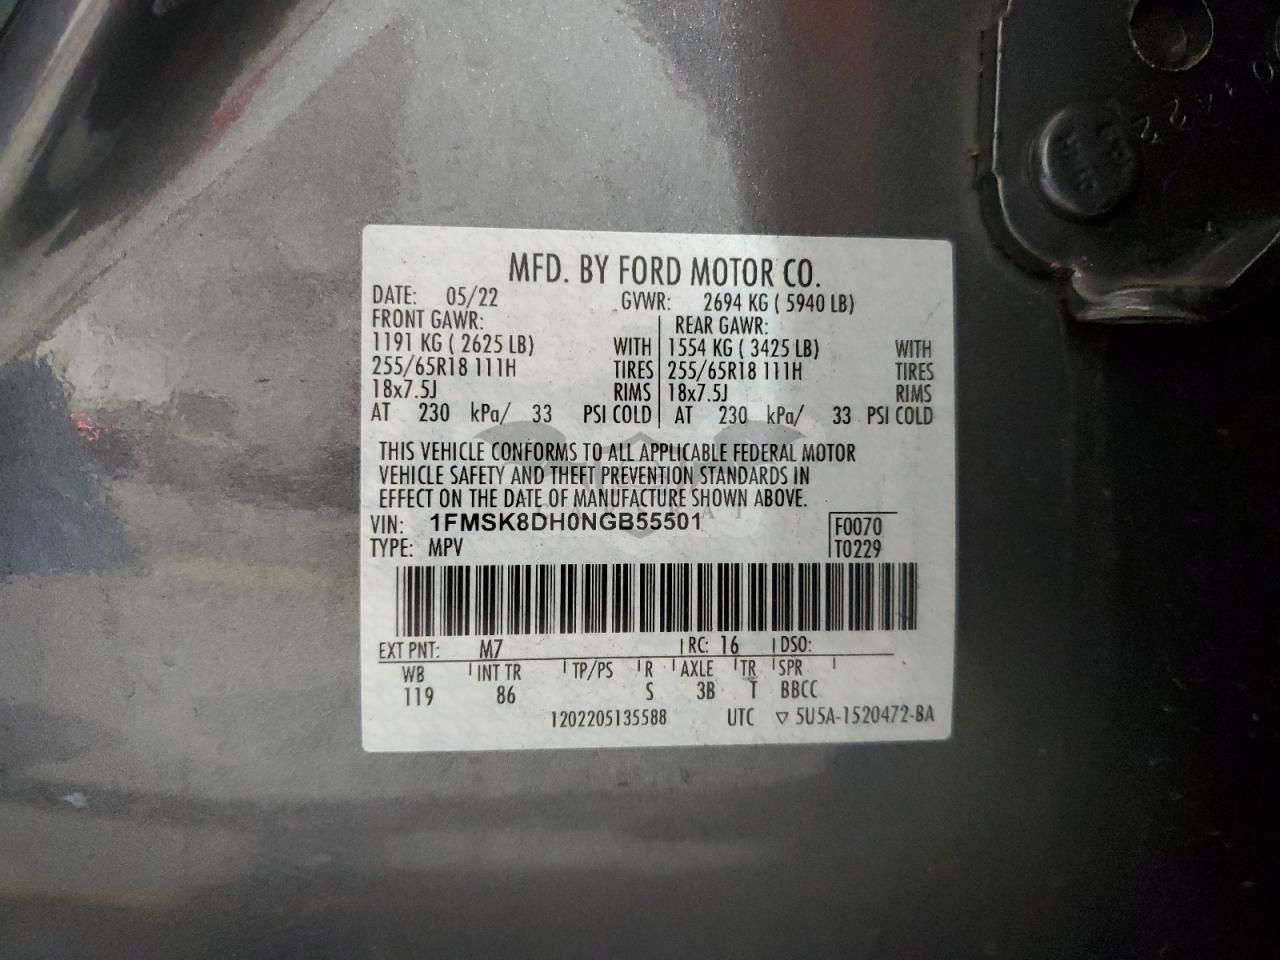 MFD. BY FORD MOTOR CO.
DATE: 05/22 GVWR: 2694 KG ( 5940 LB)
FRONT GAWR: REAR GAWR:
1191 KG ( 2625 LB) WITH 1554 KG ( 3425 LB) WITH
255/65R18 111H TIRES 255/65R18 111H TIRES
18x7.5J RIMS 18x7.5J RIMS
AT 230 kPa/ 33 PSI COLD AT 230 kPa/ 33 PSI COLD
THIS VEHICLE CONFORMS TO ALL APPLICABLE FEDERAL MOTOR
VEHICLE SAFETY AND THEFT PREVENTION STANDARDS IN
EFFECT ON THE DATE OF MANUFACTURE SHOWN ABOVE.
VIN: 1FMSK8DH0NGB55501 F0070
TYPE: MPV T0229
EXT PNT: M7 RC: 16 DSO:
WB INT TR TP/PS R AXLE TR SPR
119 86 S 3B T BBCC
1202205135588 UTC ▽ 5U5A-1520472-BA